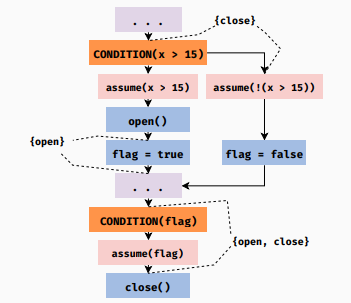 . . .
{close}
CONDITION(x > 15)
assume(x > 15)
assume(!(x > 15))
open()
{open}
flag = true
flag = false
. . .
CONDITION(flag)
{open, close}
assume(flag)
close()